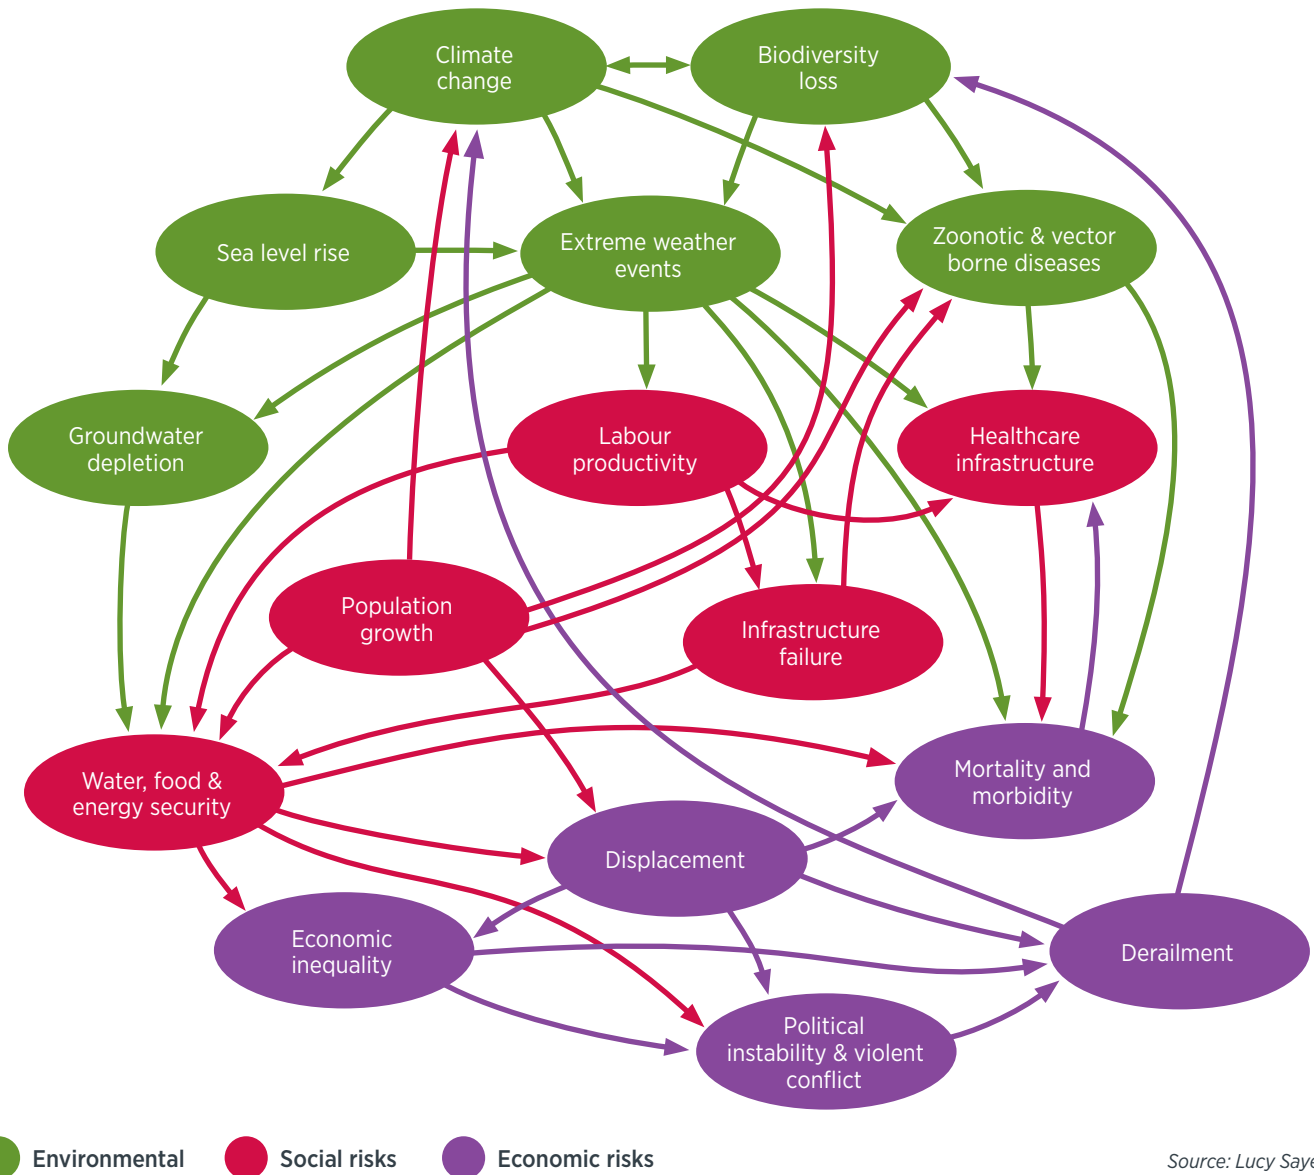 Climate
change
Biodiversity
loss
Sea level rise
Extreme weather
events
Zoonotic & vector
borne diseases
Groundwater
depletion
Labour
productivity
Healthcare
infrastructure
Population
growth
Infrastructure
failure
Water, food &
energy security
Mortality and
morbidity
Displacement
Economic
inequality
Derailment
Political
instability & violent
conflict
Environmental
Social risks
Economic risks
Source: Lucy Saye